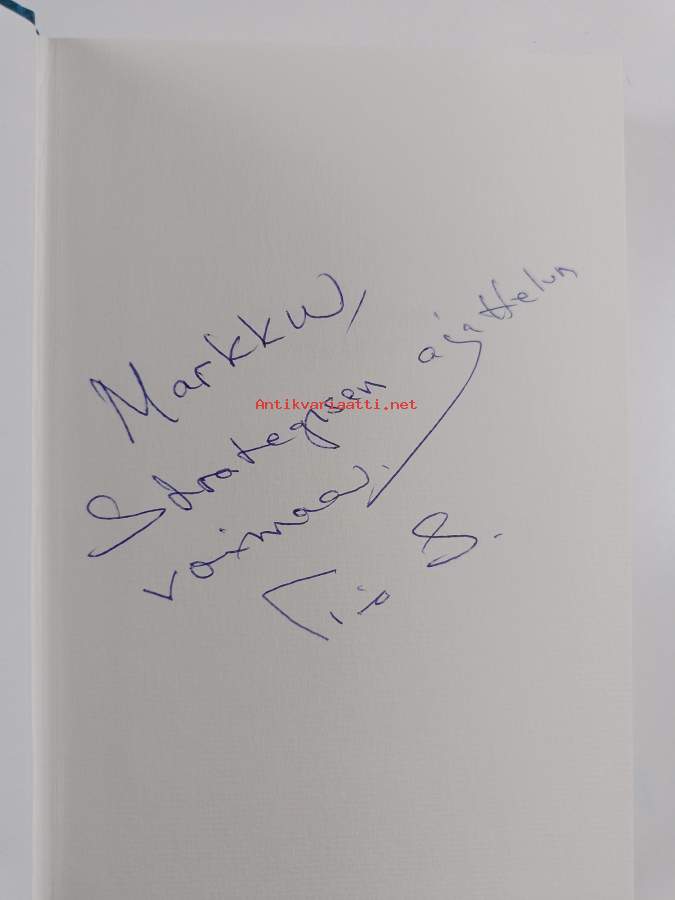 Markku,
Strategisen ajattelun
voimaa.
S.
Antikvariaatti.net